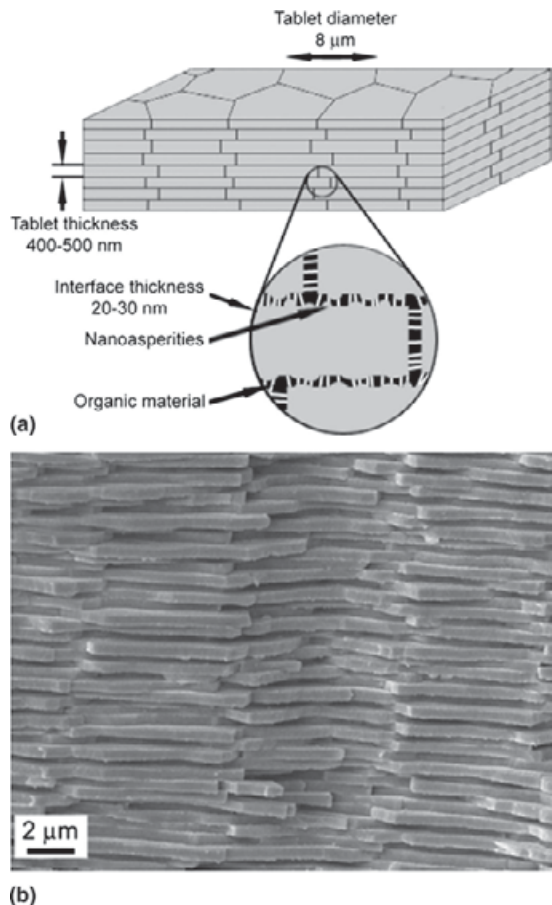 Tablet diameter
8 μm
Tablet thickness
400-500 nm
Interface thickness
20-30 nm
Nanoasperities
Organic material
(a)
2 μm
(b)